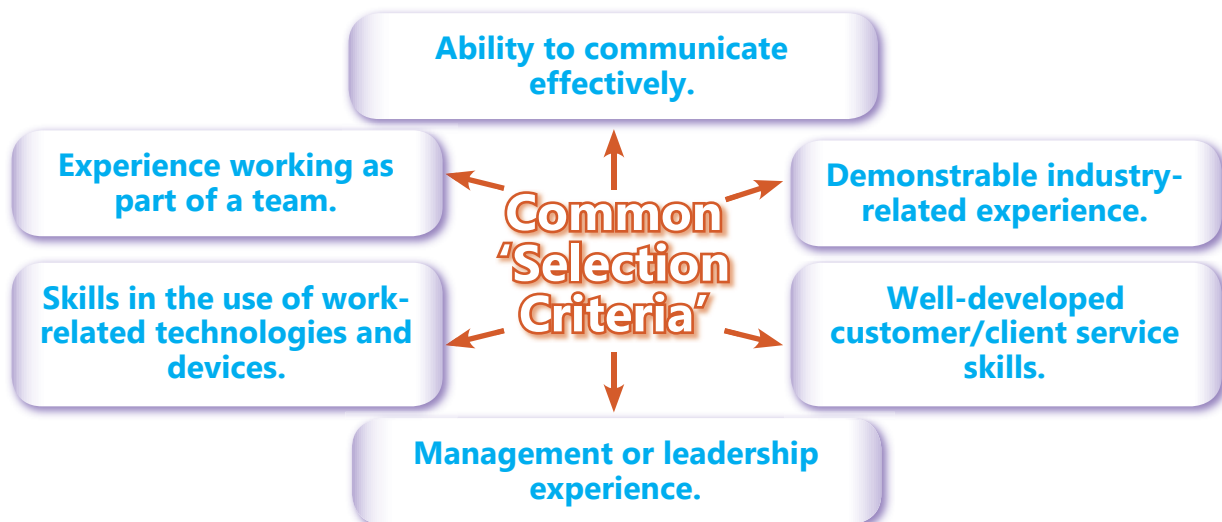 Ability to communicate
effectively.
Experience working as
part of a team.
Demonstrable industry-
related experience.
Common
‘Selection
Criteria’
Skills in the use of work-
related technologies and
devices.
Well-developed
customer/client service
skills.
Management or leadership
experience.